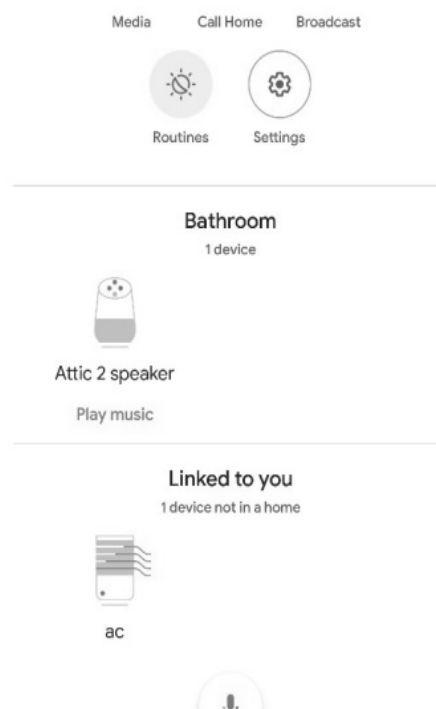 Media Call Home Broadcast
Routines Settings
Bathroom
1 device
Attic 2 speaker
Play music
Linked to you
1 device not in a home
ac